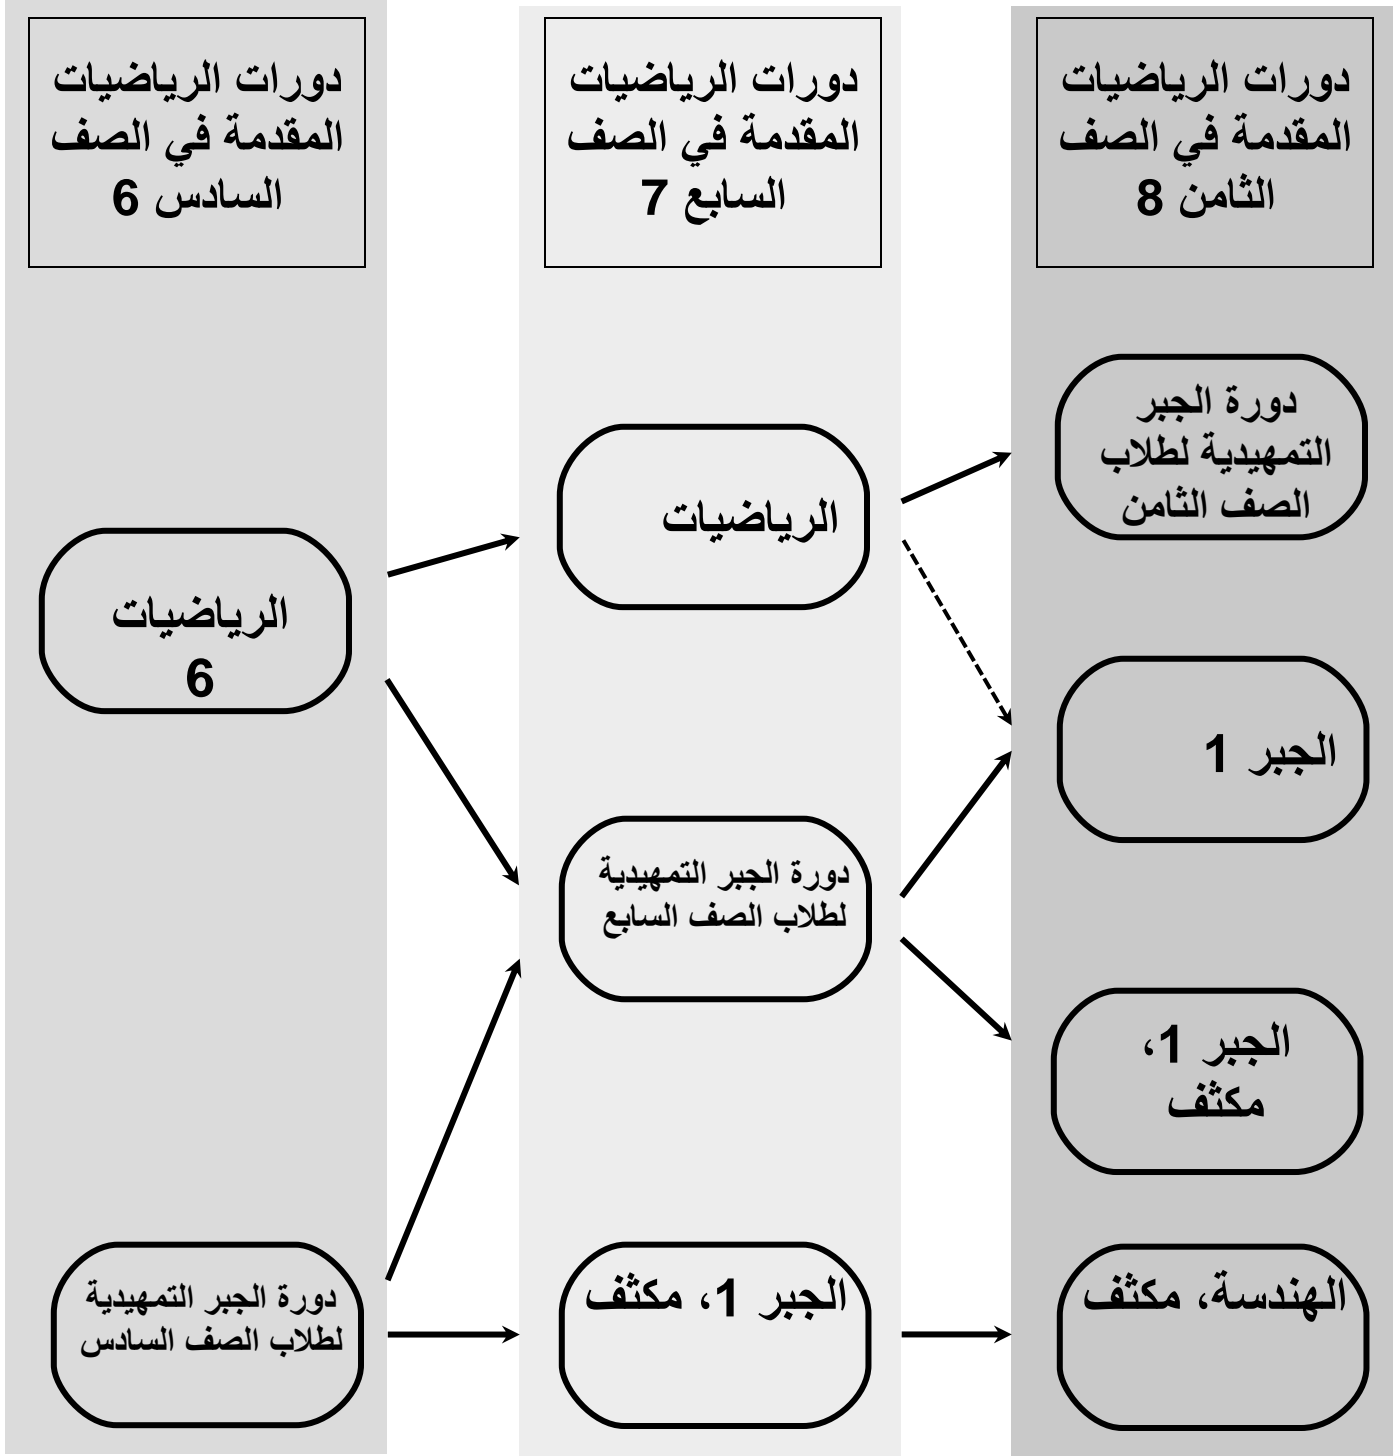 دورات الرياضيات
المقدمة في الصف
السادس 6
دورات الرياضيات
المقدمة في الصف
السابع 7
دورات الرياضيات
المقدمة في الصف
الثامن 8
الرياضيات
6
دورة الجبر التمهيدية
لطلاب الصف السادس
الرياضيات
دورة الجبر التمهيدية
لطلاب الصف السابع
الجبر 1، مكثف
دورة الجبر
التمهيدية لطلاب
الصف الثامن
الجبر 1
الجبر 1،
مكثف
الهندسة، مكثف